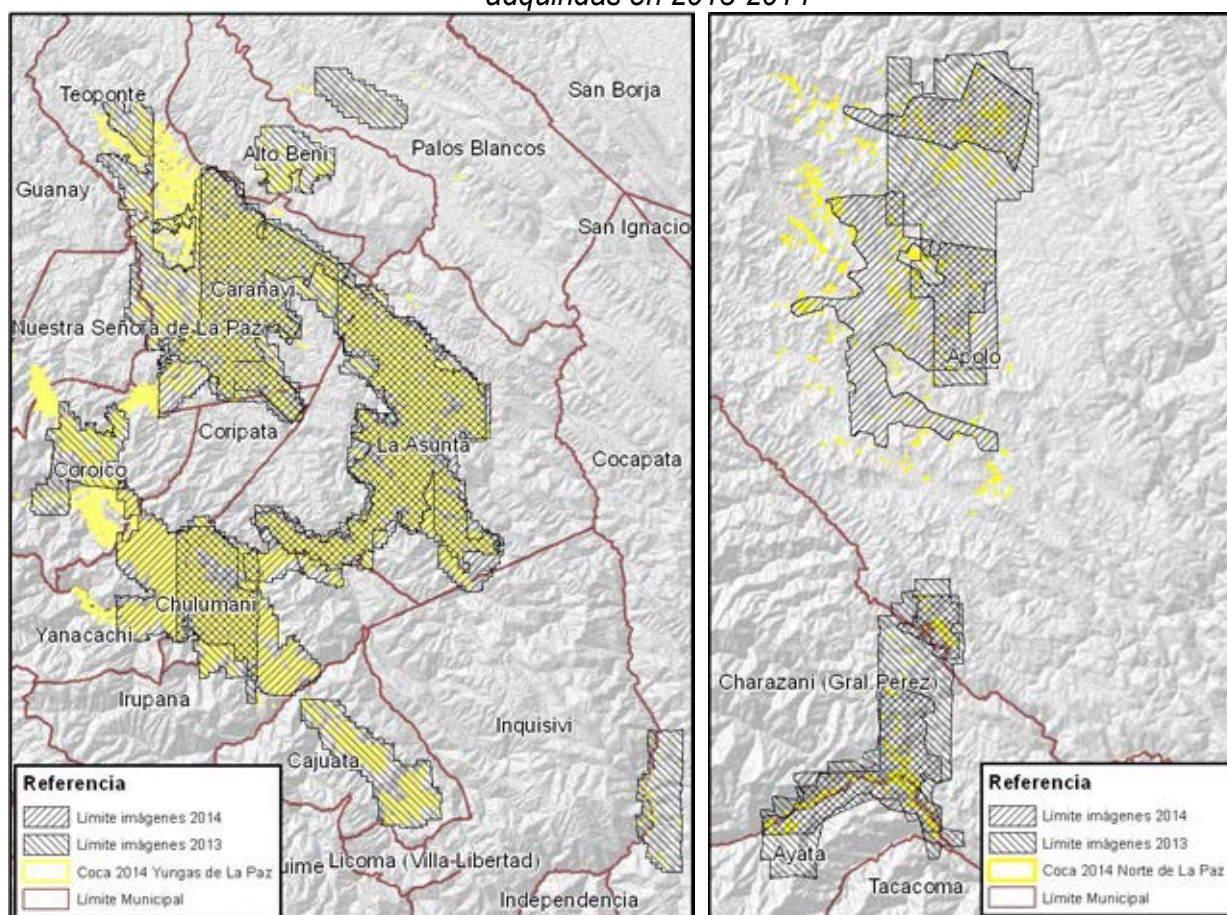 adquiridas en 2013-2014
Teoponte
San Borja
Alto Beni
Palos Blancos
Guanay
San Ignacio
Caranavi
Nuestra Señora de La Paz
Coripata
La Asunta
Cocapata
Coroico
Chulumani
Yanacachi
Irupana
Inquisivi
Cajuata
Referencia
Límite imágenes 2014
Límite imágenes 2013
Coca 2014 Yungas de La Paz
Límite Municipal
uime
Licoma (Villa Libertad)
Independencia
Apolo
Charazani (Gral.Perez)
Ayata
Tacacoma
Referencia
Límite imágenes 2014
Límite imágenes 2013
Coca 2014 Norte de La Paz
Límite Municipal